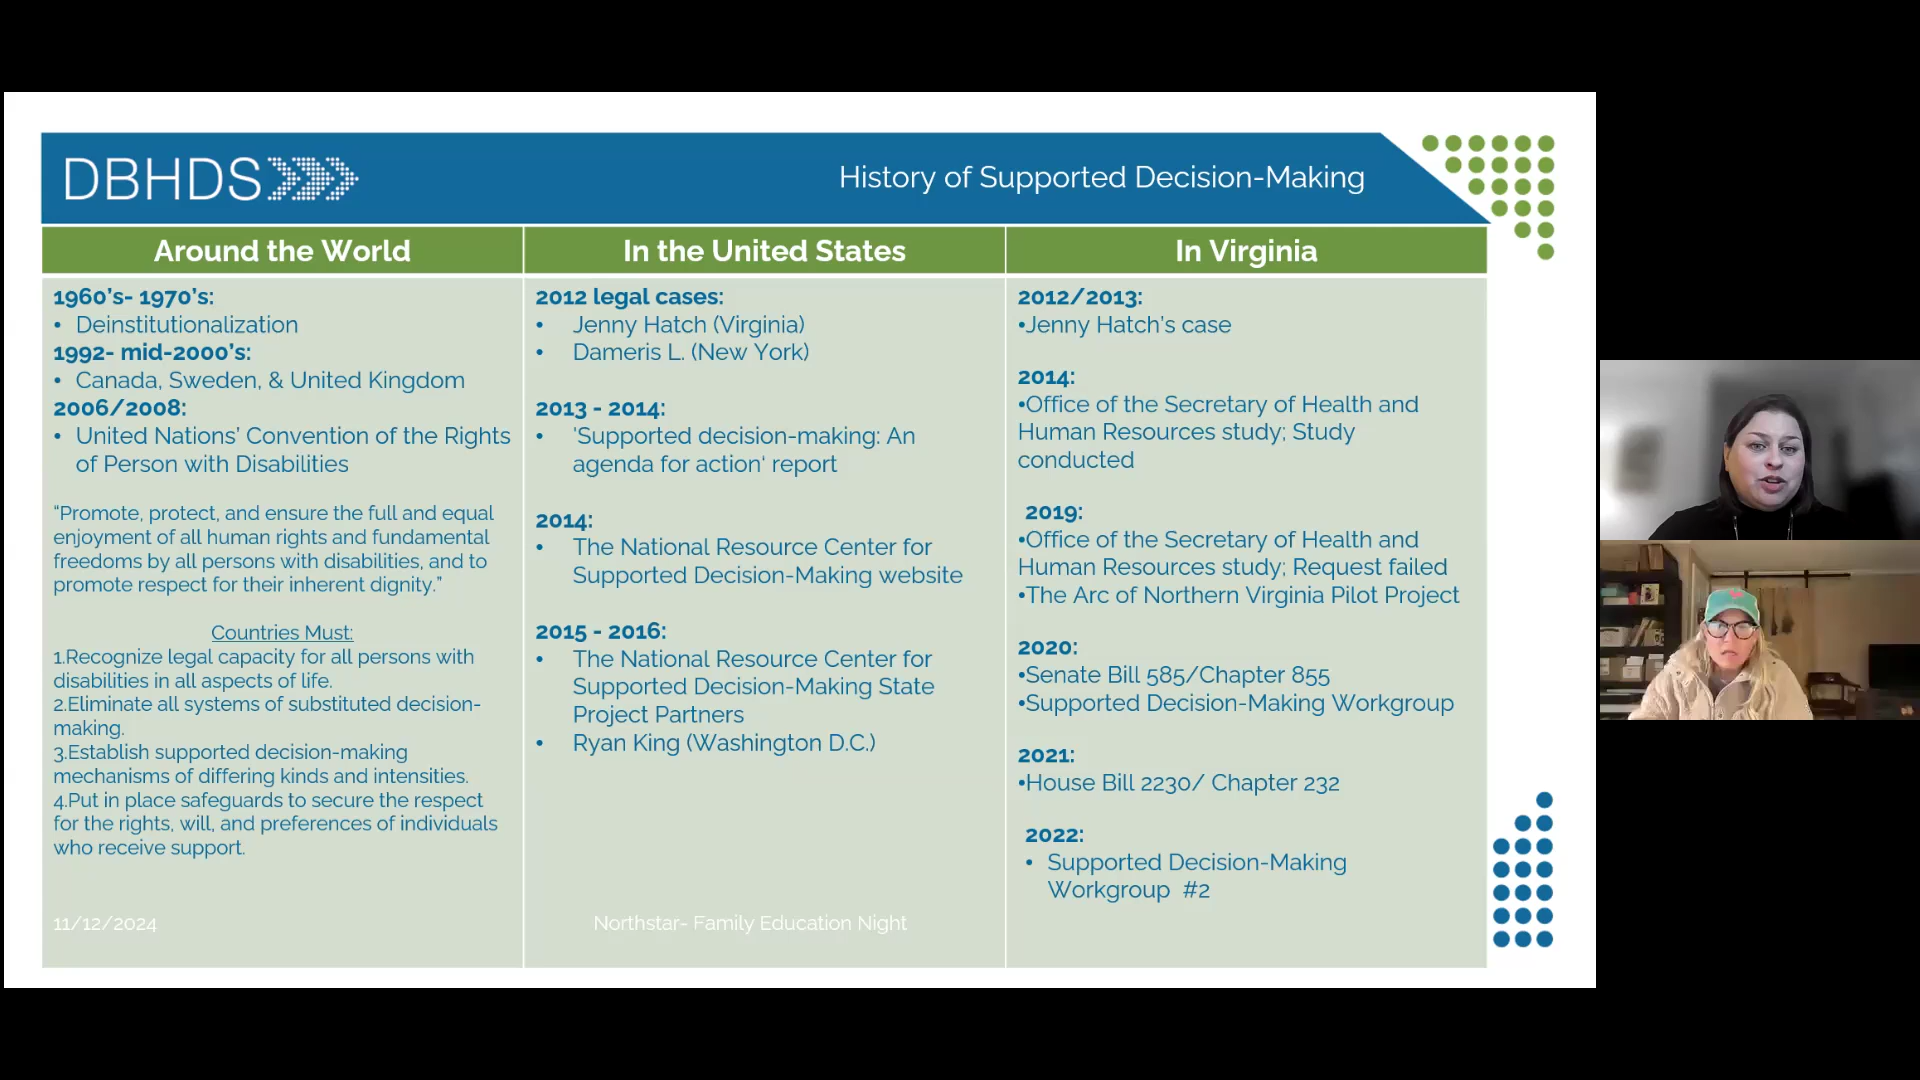 DBHDS
History of Supported Decision-Making
Around the World
1960's- 1970's:
• Deinstitutionalization
1992- mid-2000's:
• Canada, Sweden, & United Kingdom
2006/2008:
• United Nations' Convention of the Rights
of Person with Disabilities
“Promote, protect, and ensure the full and equal
enjoyment of all human rights and fundamental
freedoms by all persons with disabilities, and to
promote respect for their inherent dignity.”
Countries Must:
1.Recognize legal capacity for all persons with
disabilities in all aspects of life.
2.Eliminate all systems of substituted decision-
making.
3.Establish supported decision-making
mechanisms of differing kinds and intensities.
4.Put in place safeguards to secure the respect
for the rights, will, and preferences of individuals
who receive support.
11/12/2024
In the United States
2012 legal cases:
• Jenny Hatch (Virginia)
• Dameris L. (New York)
2013 - 2014:
• 'Supported decision-making: An
agenda for action' report
2014:
• The National Resource Center for
Supported Decision-Making website
2015 - 2016:
• The National Resource Center for
Supported Decision-Making State
Project Partners
• Ryan King (Washington D.C.)
Northstar- Family Education Night
In Virginia
2012/2013:
•Jenny Hatch's case
2014:
•Office of the Secretary of Health and
Human Resources study; Study
conducted
2019:
•Office of the Secretary of Health and
Human Resources study; Request failed
•The Arc of Northern Virginia Pilot Project
2020:
•Senate Bill 585/Chapter 855
•Supported Decision-Making Workgroup
2021:
•House Bill 2230/ Chapter 232
2022:
• Supported Decision-Making
Workgroup #2